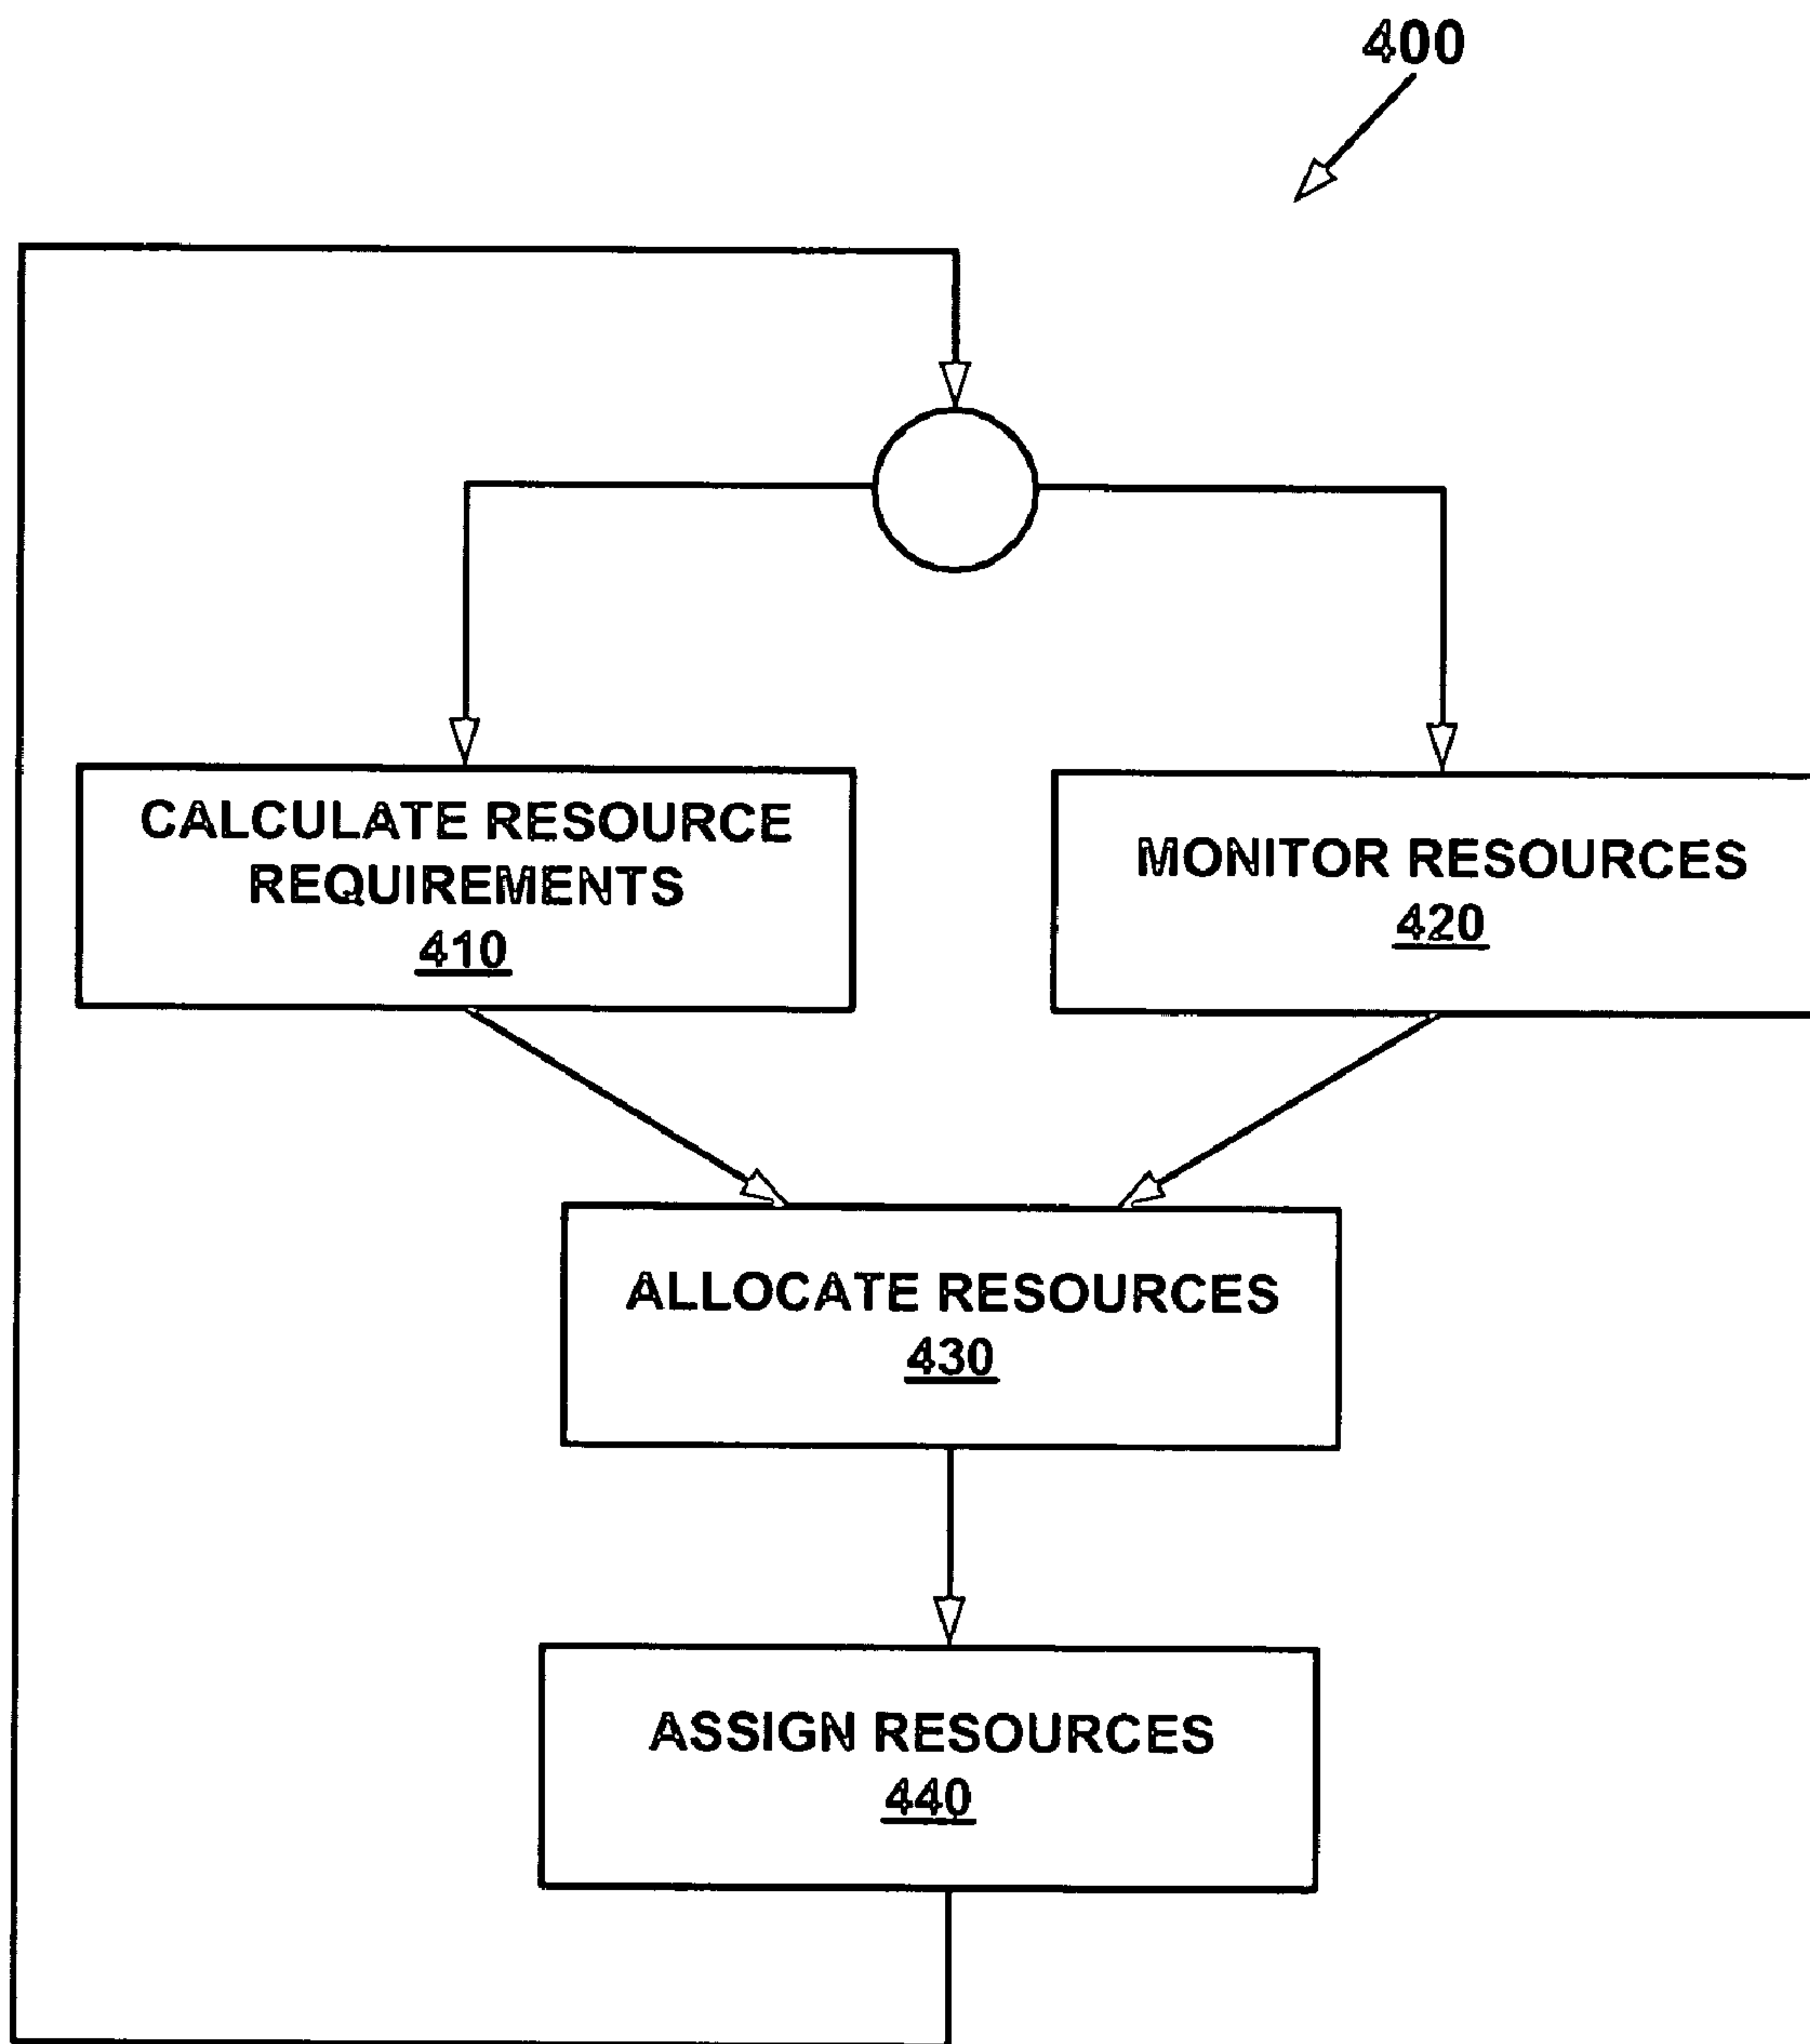 400
CALCULATE RESOURCE
REQUIREMENTS
410
MONITOR RESOURCES
420
ALLOCATE RESOURCES
430
ASSIGN RESOURCES
440